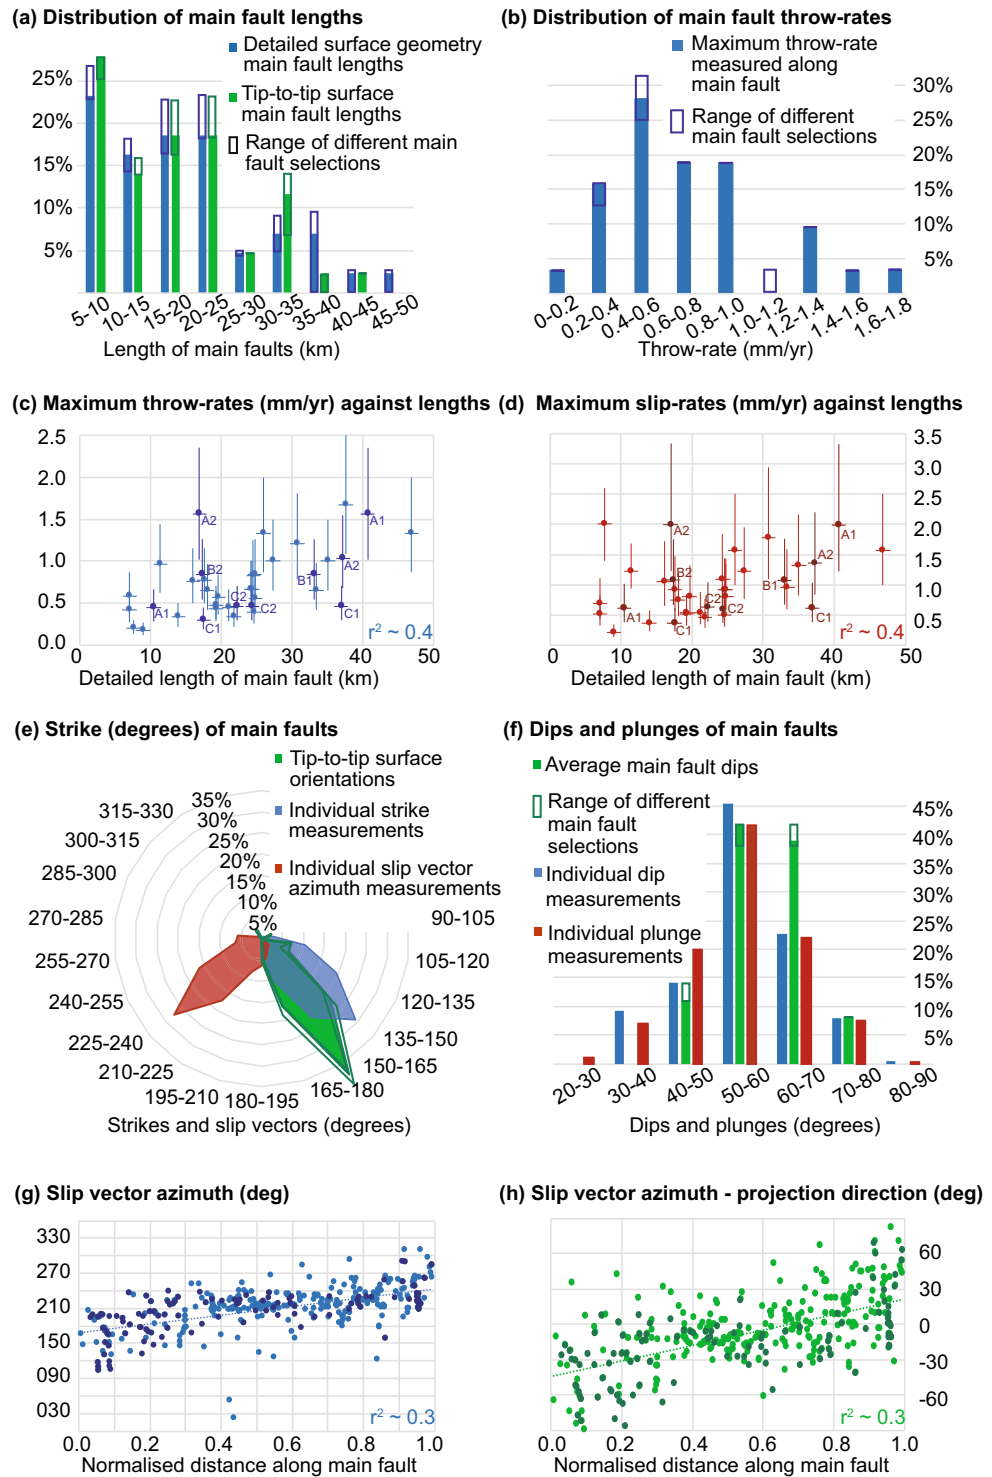 (a) Distribution of main fault lengths
Detailed surface geometry
main fault lengths
Tip-to-tip surface
main fault lengths
Range of different main
fault selections
25%
20%
15%
10%
5%
5-10
10-15
15-20
20-25
25-30
30-35
35-40
40-45
45-50
Length of main faults (km)
(b) Distribution of main fault throw-rates
Maximum throw-rate
measured along
main fault
Range of different
main fault selections
30%
25%
20%
15%
10%
5%
0-0.2
0.2-0.4
0.4-0.6
0.6-0.8
0.8-1.0
1.0-1.2
1.2-1.4
1.4-1.6
1.6-1.8
Throw-rate (mm/yr)
(c) Maximum throw-rates (mm/yr) against lengths
2.5
2.0
1.5
1.0
0.5
0.0
A2
A1
B2
B1
A2
A1
C2
C2
C1
C1
r² ~ 0.4
0
10
20
30
40
50
Detailed length of main fault (km)
(d) Maximum slip-rates (mm/yr) against lengths
3.5
3.0
2.5
2.0
1.5
1.0
0.5
A2
A1
A2
B2
B1
A1
C2
C2
C1
C1
r² ~ 0.4
0
10
20
30
40
50
Detailed length of main fault (km)
(e) Strike (degrees) of main faults
Tip-to-tip surface
orientations
Individual strike
measurements
Individual slip vector
azimuth measurements
35%
30%
25%
20%
15%
10%
5%
315-330
300-315
285-300
270-285
255-270
240-255
225-240
210-225
195-210
180-195
165-180
150-165
135-150
120-135
105-120
90-105
Strikes and slip vectors (degrees)
(f) Dips and plunges of main faults
Average main fault dips
Range of different
main fault
selections
Individual dip
measurements
Individual plunge
measurements
45%
40%
35%
30%
25%
20%
15%
10%
5%
20-30
30-40
40-50
50-60
60-70
70-80
80-90
Dips and plunges (degrees)
(g) Slip vector azimuth (deg)
330
270
210
150
090
030
r² ~ 0.3
0.0
0.2
0.4
0.6
0.8
1.0
Normalised distance along main fault
(h) Slip vector azimuth - projection direction (deg)
60
30
0
-30
-60
r² ~ 0.3
0.0
0.2
0.4
0.6
0.8
1.0
Normalised distance along main fault